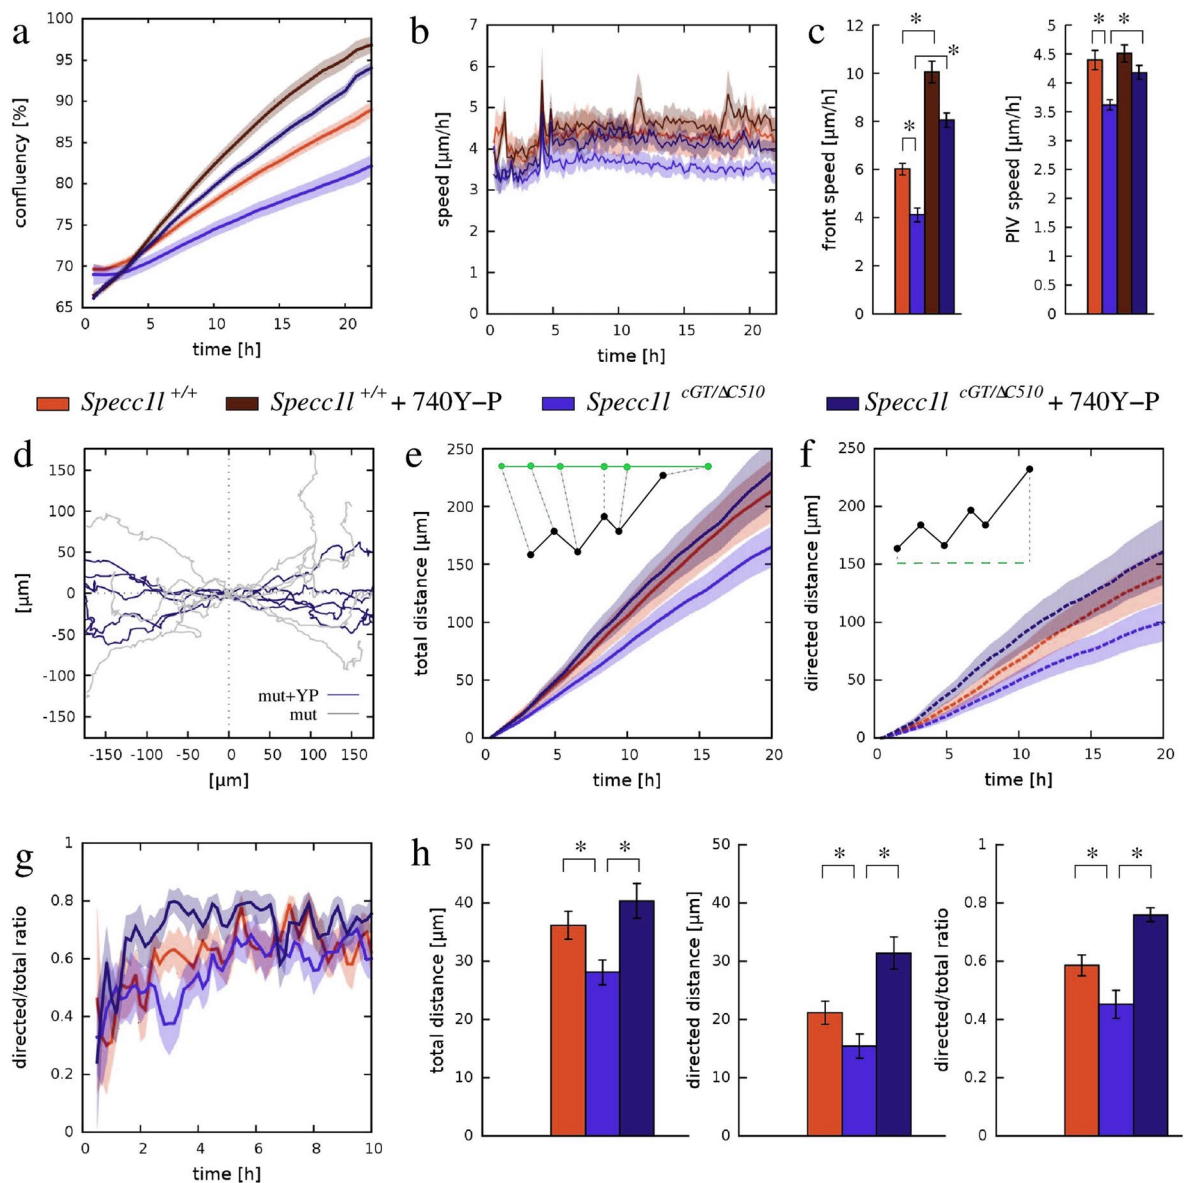 a
confluency [%]
100
95
90
85
80
75
70
65
0 5 10 15 20
time [h]
b
speed [µm/h]
7
6
5
4
3
2
1
0
0 5 10 15 20
time [h]
c
front speed [µm/h]
14
12
10
8
6
4
2
0
* * *
PIV speed [µm/h]
5
4.5
4
3.5
3
2.5
2
1.5
1
0.5
0
* *
Specc1l +/+
Specc1l +/+ + 740Y–P
Specc1l cGT/ΔC510
Specc1l cGT/ΔC510 + 740Y–P
d
[µm]
150
100
50
0
-50
-100
-150
mut+YP
mut
-150 -100 -50 0 50 100 150
[µm]
e
total distance [µm]
250
200
150
100
50
0
0 5 10 15 20
time [h]
f
directed distance [µm]
250
200
150
100
50
0
0 5 10 15 20
time [h]
g
directed/total ratio
1
0.8
0.6
0.4
0.2
0
0 2 4 6 8 10
time [h]
h
total distance [µm]
50
40
30
20
10
0
* *
directed distance [µm]
50
40
30
20
10
0
* *
directed/total ratio
1
0.8
0.6
0.4
0.2
0
* *